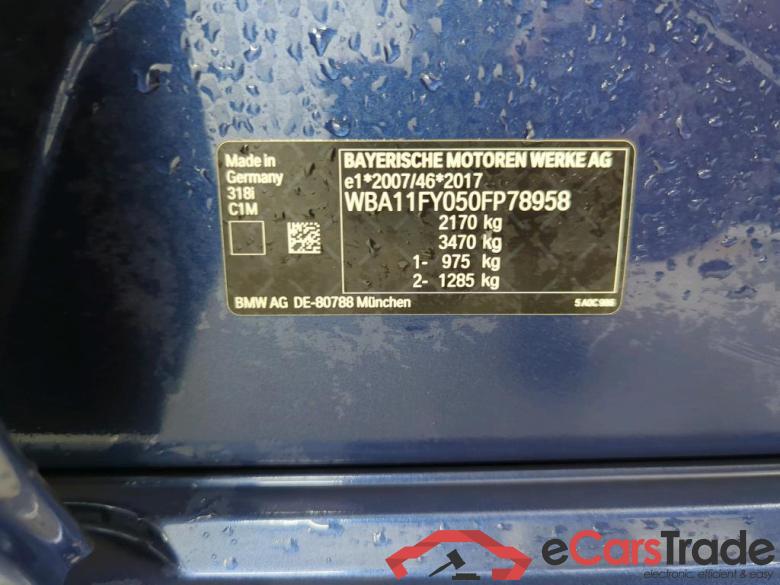 Made in
Germany
318i
C1M
BAYERISCHE MOTOREN WERKE AG
e1*2007/46*2017
WBA11FY050FP78958
2170 kg
3470 kg
1- 975 kg
2- 1285 kg
BMW AG DE-80788 München
eCarsTrade
electronic, efficient & easy